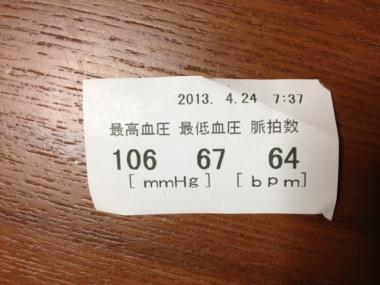 2013. 4.24 7:37
最高血圧 最低血圧 脈拍数
106 67 64
[ mmHg ] [ bpm ]